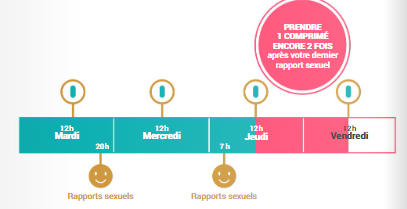 PRENDRE
1 COMPRIMÉ
ENCORE 2 FOIS
après votre dernier
rapport sexuel
12h
Mardi
12h
Mercredi
12h
Jeudi
12h
Vendredi
20h
7h
Rapports sexuels
Rapports sexuels